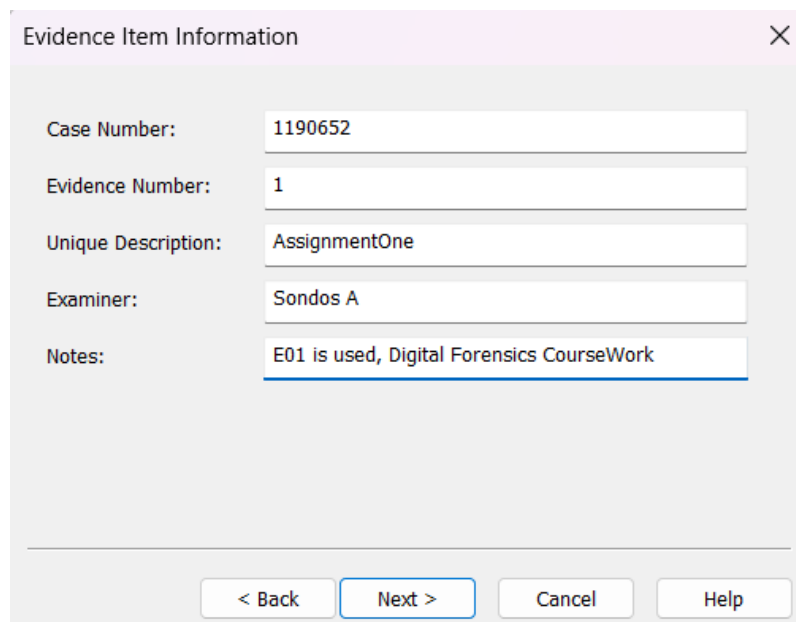 Evidence Item Information
Case Number: 1190652
Evidence Number: 1
Unique Description: AssignmentOne
Examiner: Sondos A
Notes: E01 is used, Digital Forensics CourseWork
< Back Next > Cancel Help